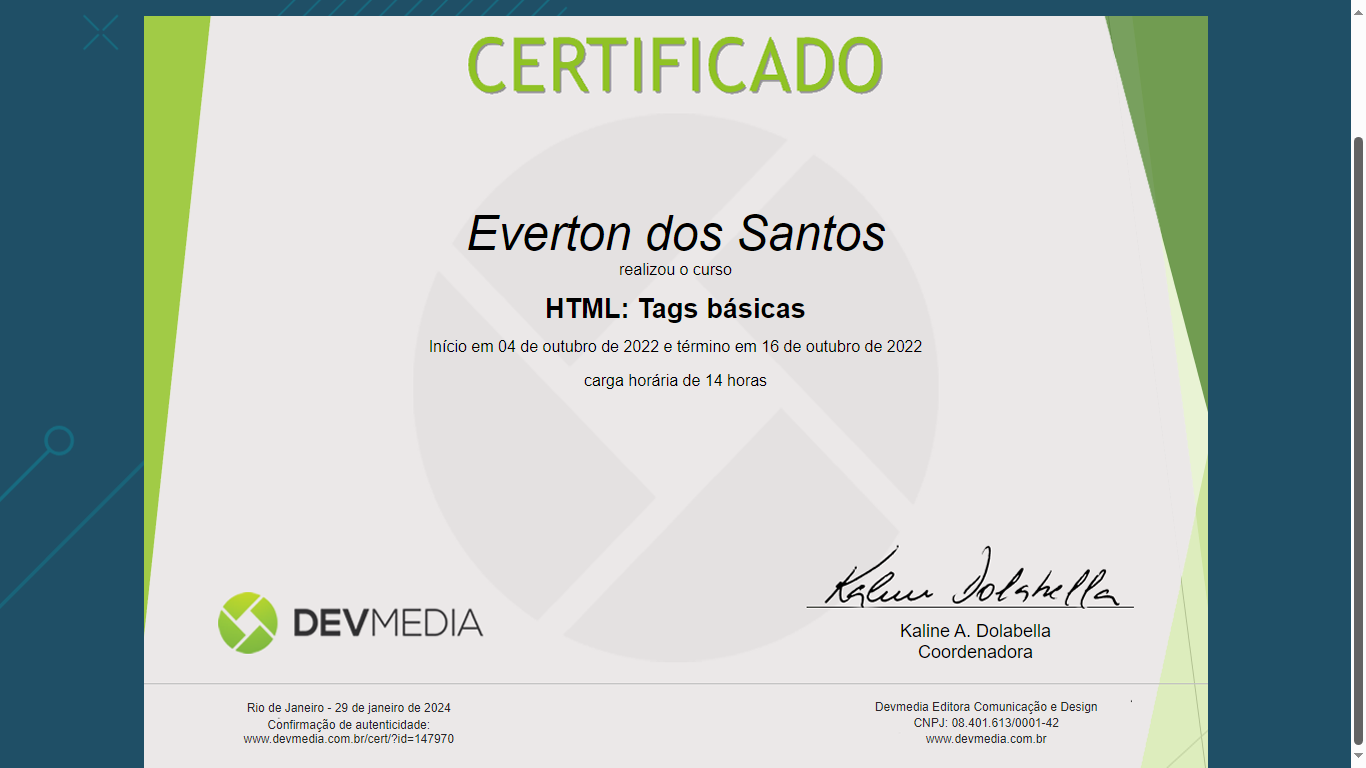 CERTIFICADO
Everton dos Santos
realizou o curso
HTML: Tags básicas
Início em 04 de outubro de 2022 e término em 16 de outubro de 2022
carga horária de 14 horas
Kaline Dolabella
DEVMEDIA
Kaline A. Dolabella
Coordenadora
Rio de Janeiro - 29 de janeiro de 2024
Confirmação de autenticidade:
www.devmedia.com.br/cert/?id=147970
Devmedia Editora Comunicação e Design
CNPJ: 08.401.613/0001-42
www.devmedia.com.br